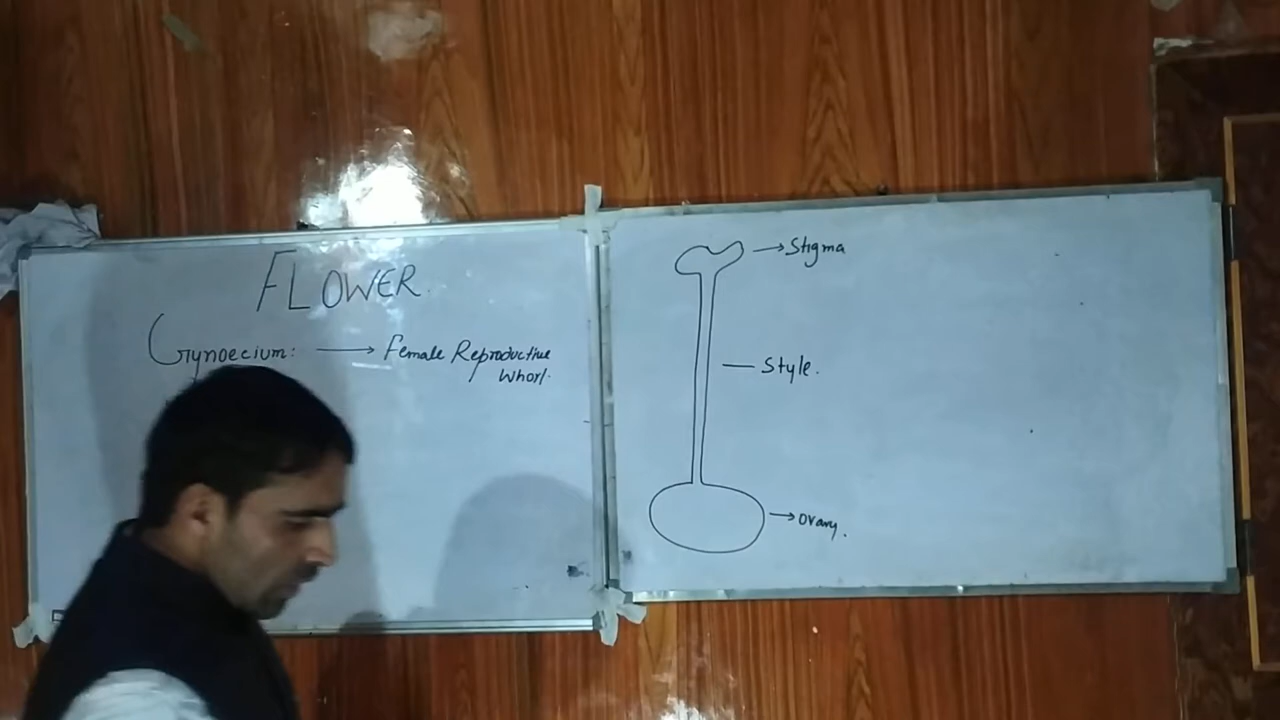 FLOWER
Gynoecium: → Female Reproductive
Whorl.
→ Stigma
— Style.
→ Ovary.